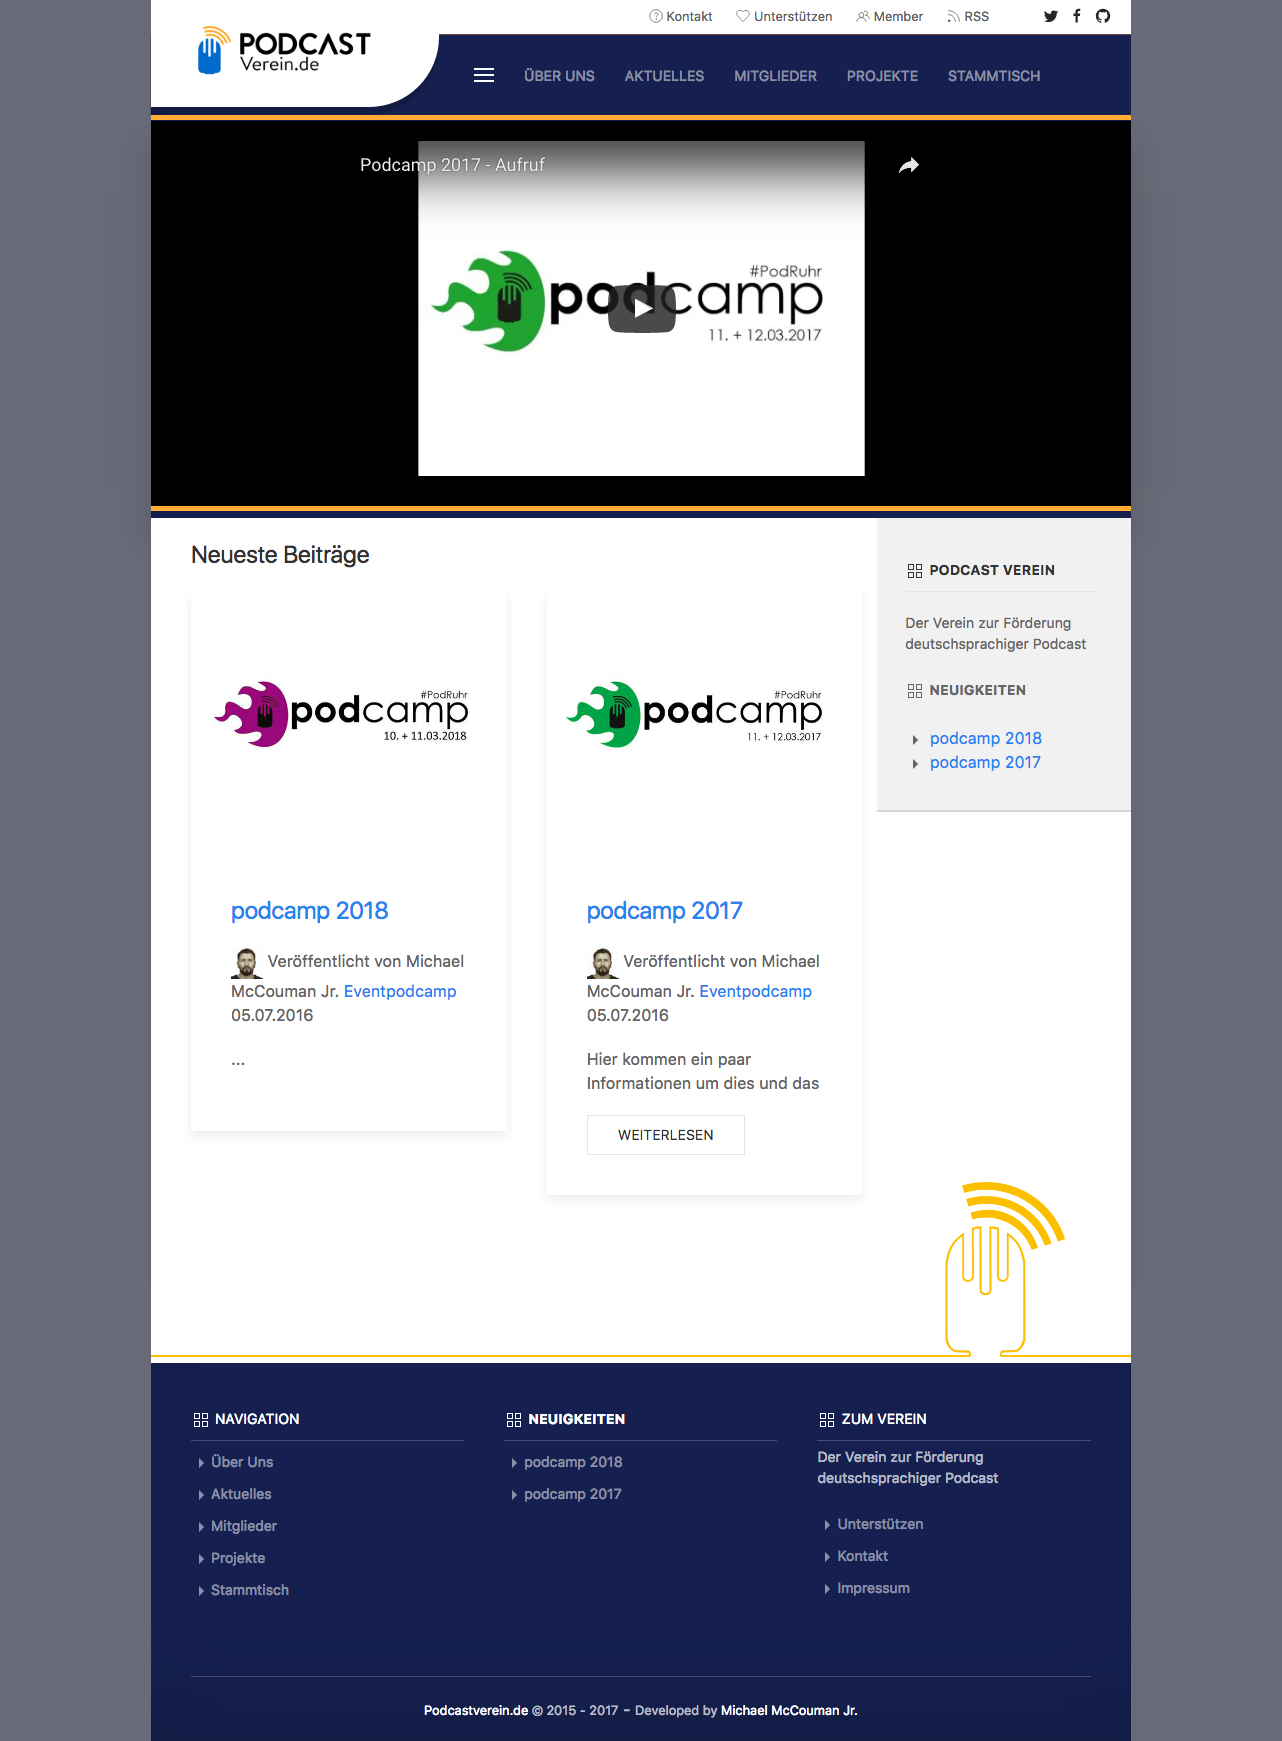 Kontakt Unterstützen Member RSS
PODCAST
Verein.de
ÜBER UNS AKTUELLES MITGLIEDER PROJEKTE STAMMTISCH
Podcamp 2017 - Aufruf
#PodRuhr
podcamp
11. + 12.03.2017
Neueste Beiträge
#PodRuhr
podcamp
10. + 11.03.2018
podcamp 2018
Veröffentlicht von Michael
McCouman Jr. Eventpodcamp
05.07.2016
...
#PodRuhr
podcamp
11. + 12.03.2017
podcamp 2017
Veröffentlicht von Michael
McCouman Jr. Eventpodcamp
05.07.2016
Hier kommen ein paar
Informationen um dies und das
WEITERLESEN
PODCAST VEREIN
Der Verein zur Förderung
deutschsprachiger Podcast
NEUIGKEITEN
podcamp 2018
podcamp 2017
NAVIGATION
Über Uns
Aktuelles
Mitglieder
Projekte
Stammtisch
NEUIGKEITEN
podcamp 2018
podcamp 2017
ZUM VEREIN
Der Verein zur Förderung
deutschsprachiger Podcast
Unterstützen
Kontakt
Impressum
Podcastverein.de © 2015 - 2017 – Developed by Michael McCouman Jr.